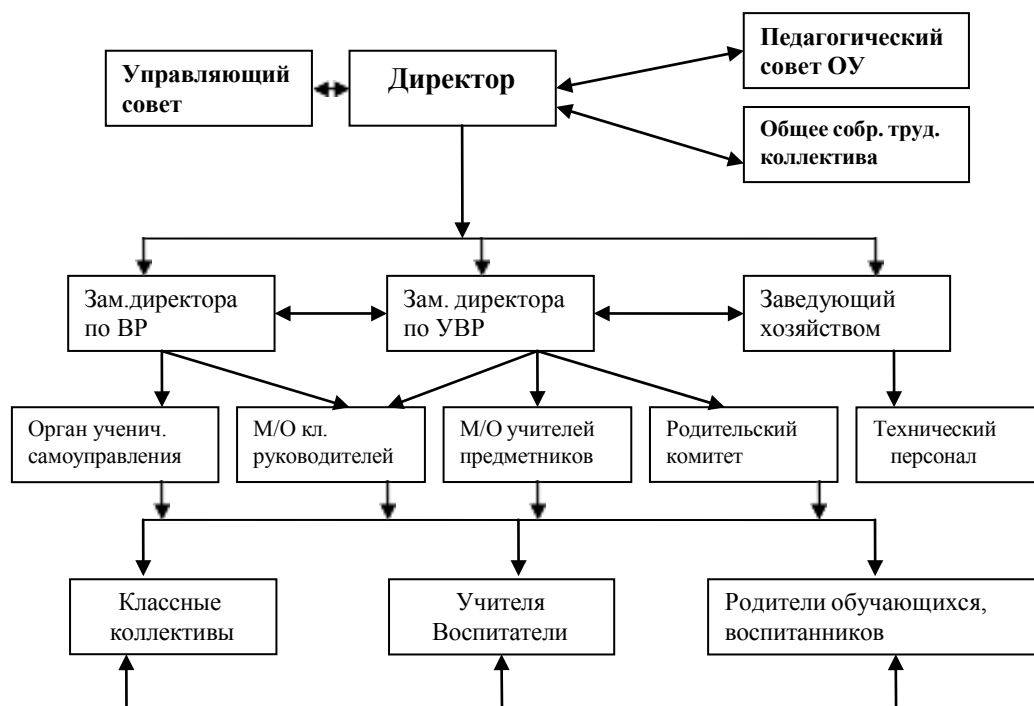 Управляющий
совет
Директор
Педагогический
совет ОУ
Общее собр. труд.
коллектива
Зам.директора
по ВР
Зам. директора
по УВР
Заведующий
хозяйством
Орган ученич.
самоуправления
М/О кл.
руководителей
М/О учителей
предметников
Родительский
комитет
Технический
персонал
Классные
коллективы
Учителя
Воспитатели
Родители обучающихся,
воспитанников